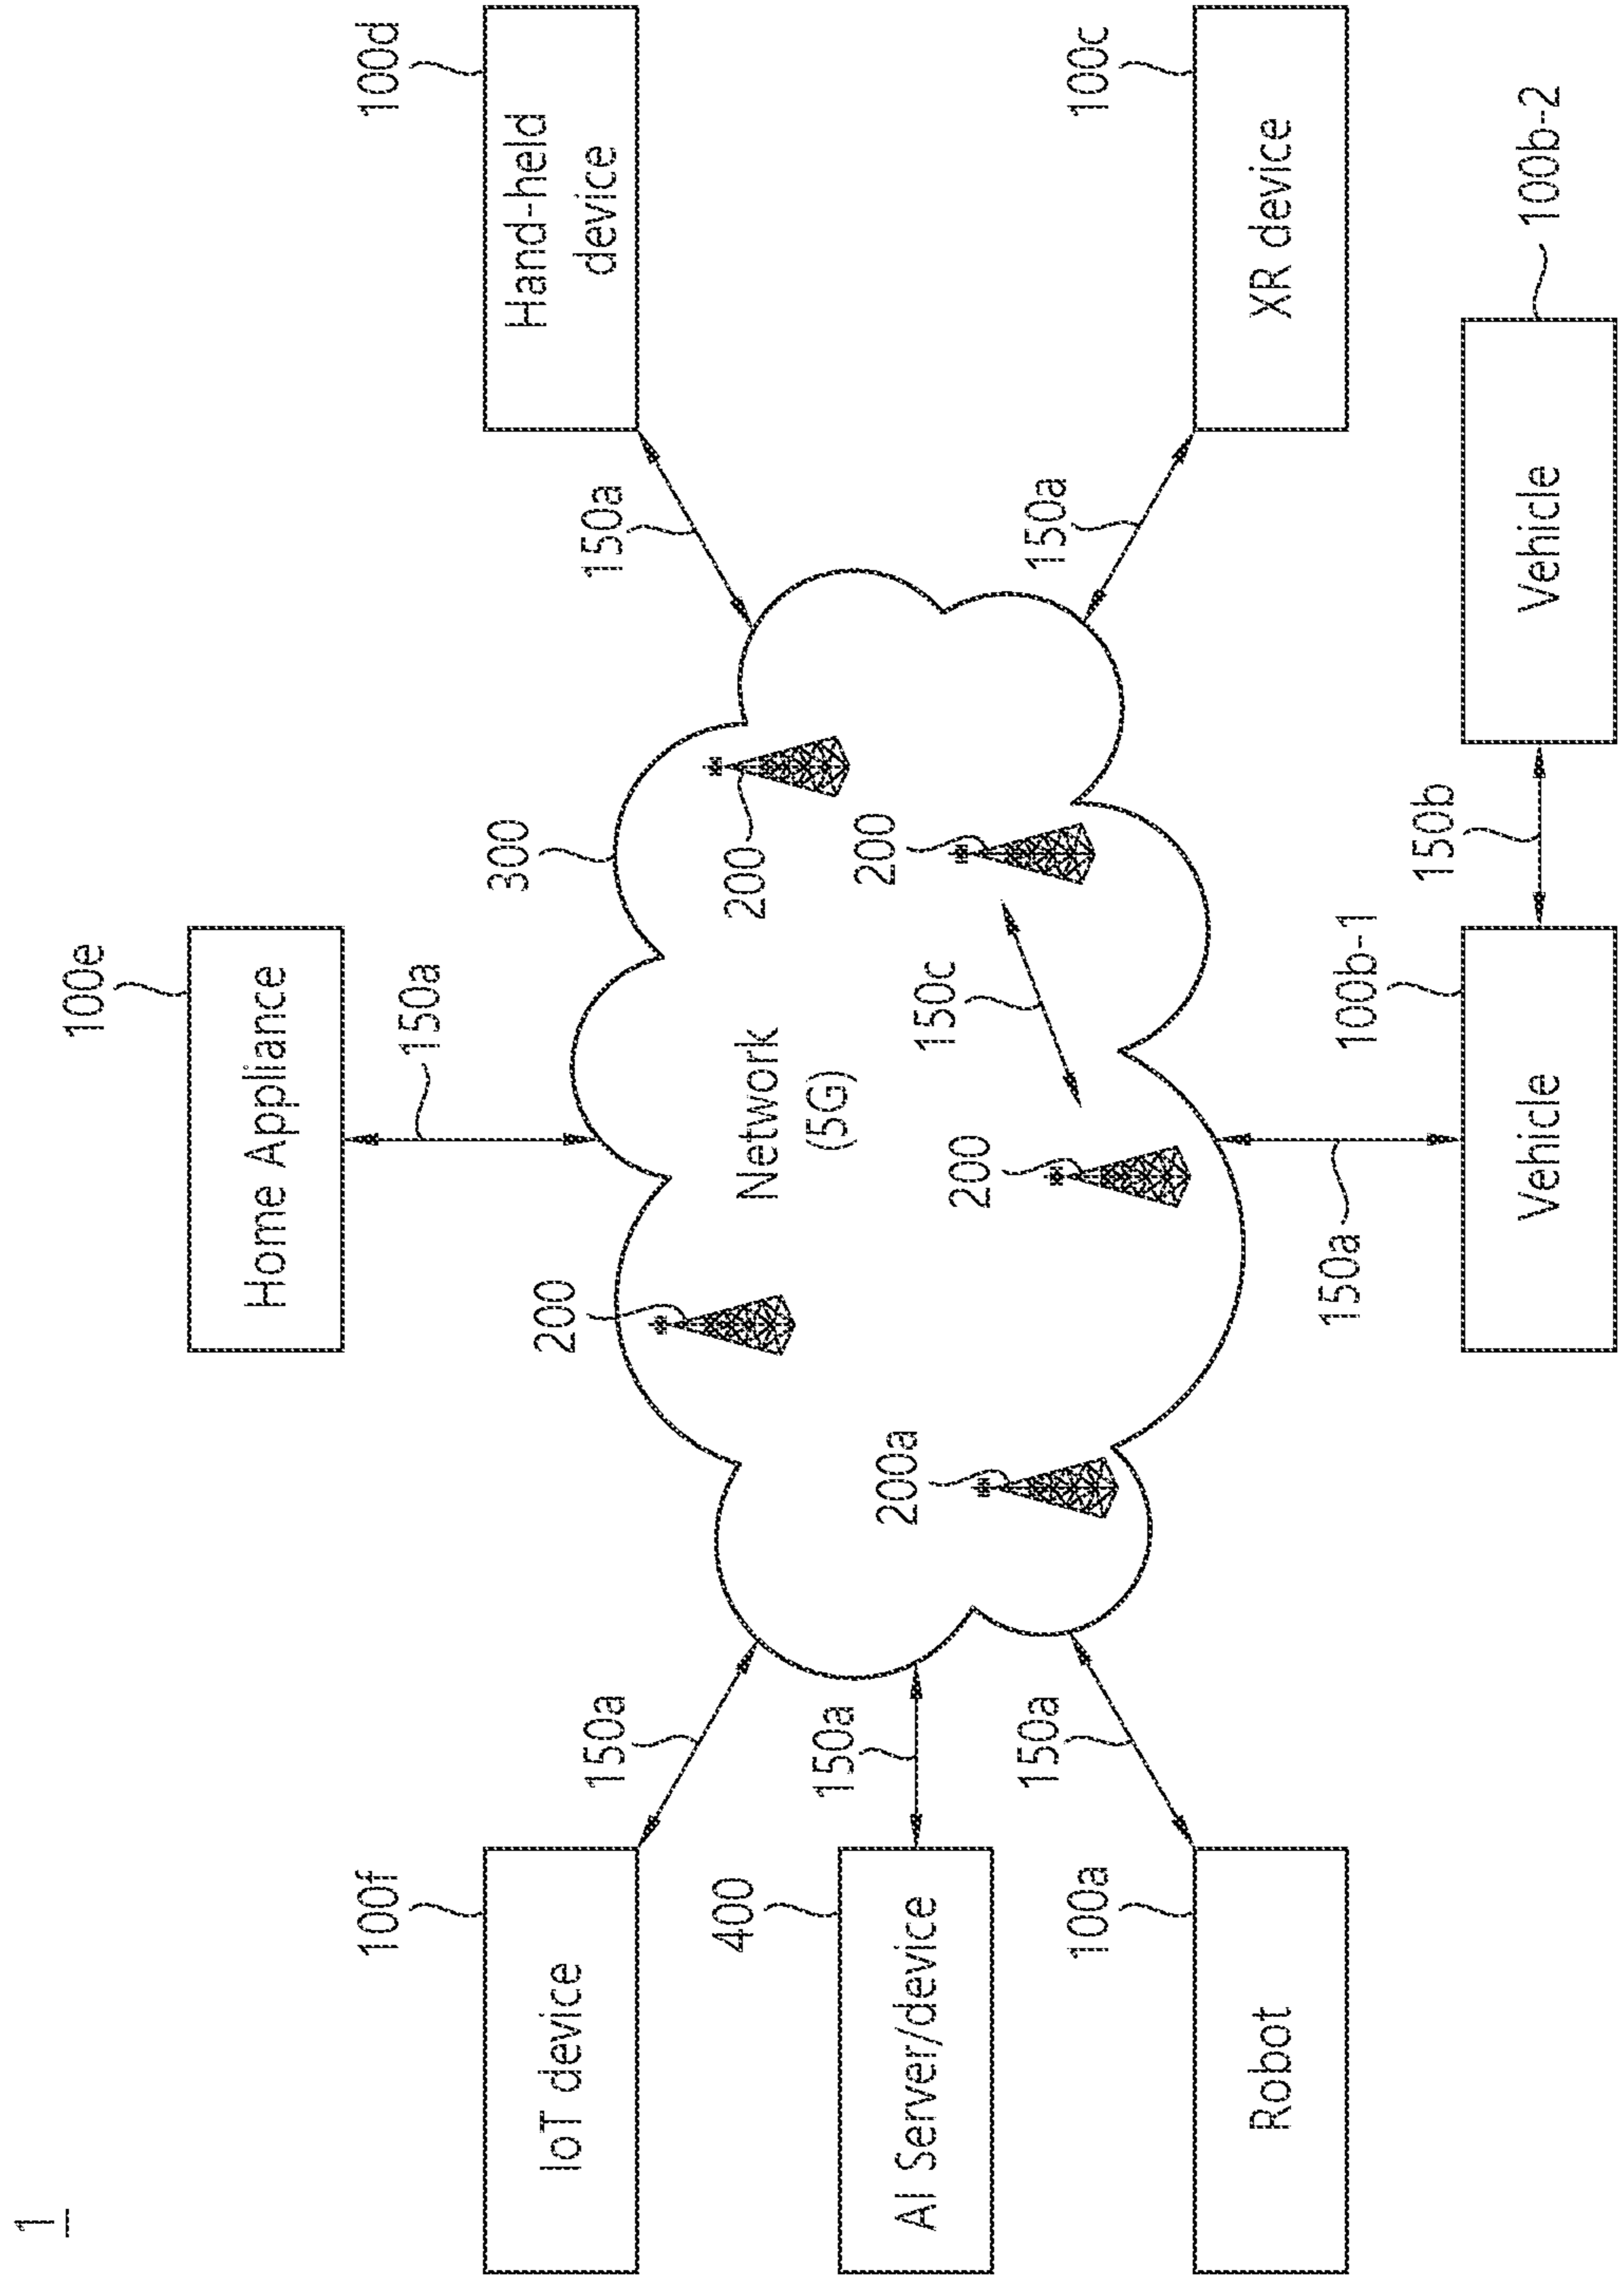 1
100e
Home Appliance
150a
100f
IoT device
150a
300
200
100d
Hand-held
device
150a
Network
(5G)
200
400
AI Server/device
150a
200a
200
150c
200
100a
Robot
150a
100c
XR device
150a
150a
100b-1
Vehicle
150b
Vehicle
100b-2